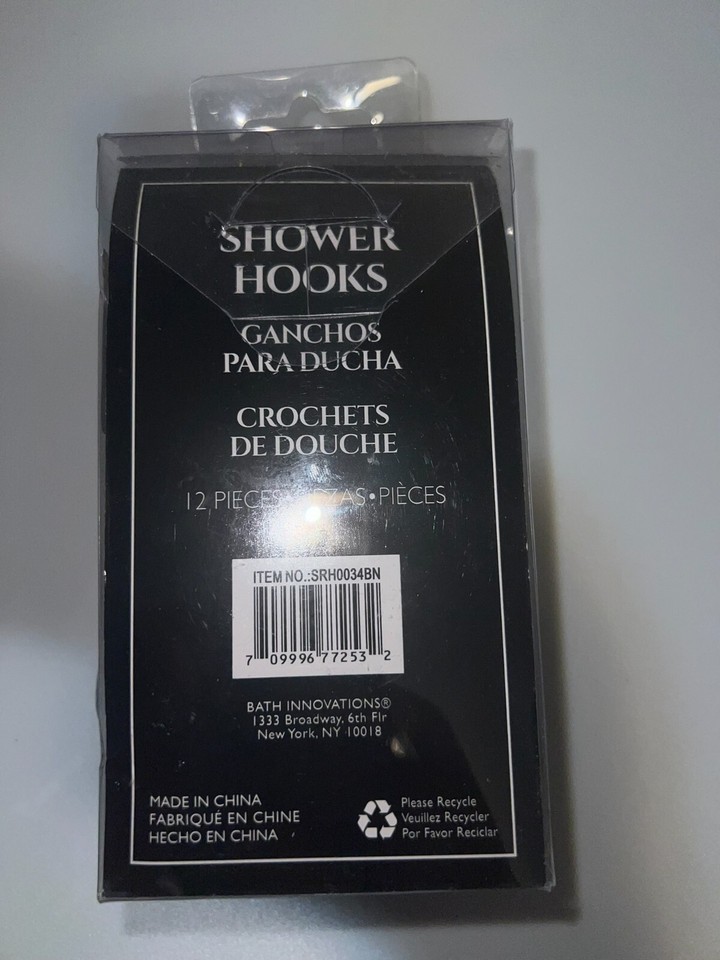 SHOWER
HOOKS
GANCHOS
PARA DUCHA
CROCHETS
DE DOUCHE
12 PIECES • PIÈCES
ITEM NO.:SRH0034BN
7 09996 77253 2
BATH INNOVATIONS®
1333 Broadway, 6th Flr
New York, NY 10018
MADE IN CHINA
FABRIQUÉ EN CHINE
HECHO EN CHINA
Please Recycle
Veuillez Recycler
Por Favor Reciclar